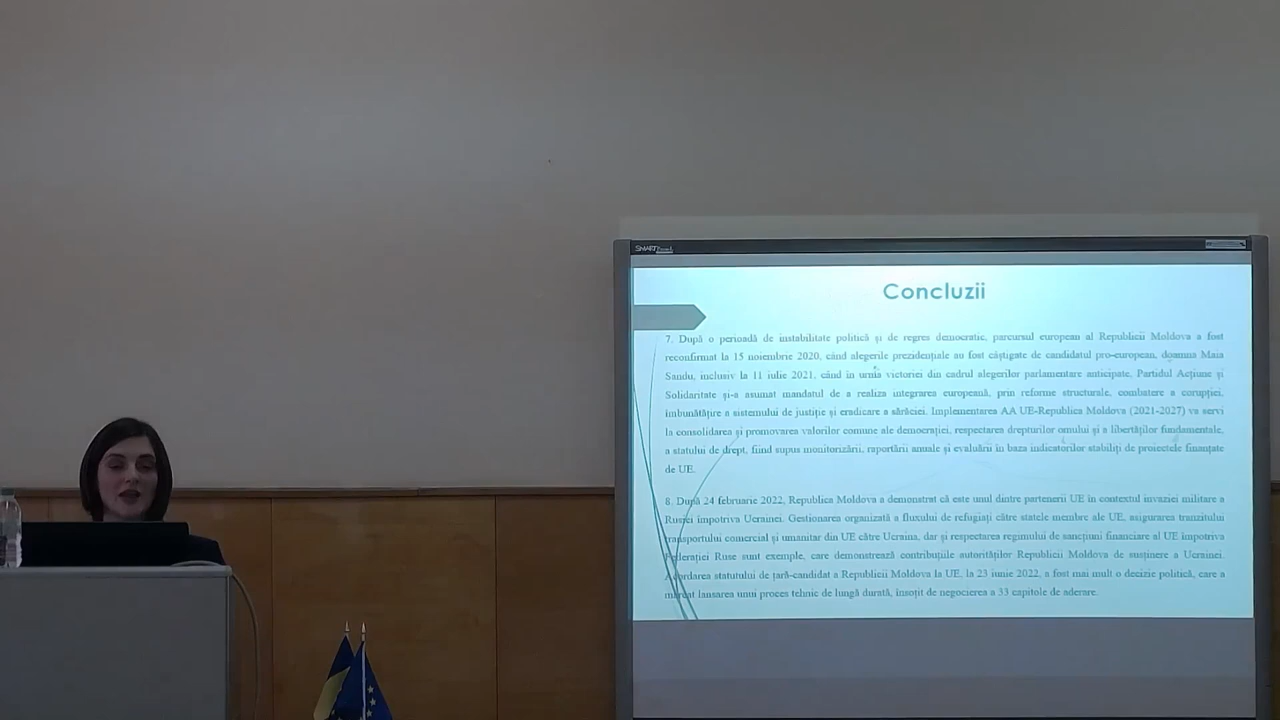 SMART
Concluzii
7. După o perioadă de instabilitate politică și de regres democratic, parcursul european al Republicii Moldova a fost
reconfirmat la 15 noiembrie 2020, când alegerile prezidențiale au fost câștigate de candidatul pro-european, doamna Maia
Sandu, inclusiv la 11 iulie 2021, când în urma victoriei din cadrul alegerilor parlamentare anticipate, Partidul Acțiune și
Solidaritate și-a asumat mandatul de a realiza integrarea europeană, prin reforme structurale, combatere a corupției,
îmbunătățire a sistemului de justiție și eradicare a sărăciei. Implementarea AA UE-Republica Moldova (2021-2027) va servi
la consolidarea și promovarea valorilor comune ale democrației, respectarea drepturilor omului și a libertăților fundamentale,
a statului de drept, fiind supus monitorizării, raportării anuale și evaluării în baza indicatorilor stabiliți de proiectele finanțate
de UE.
8. După 24 februarie 2022, Republica Moldova a demonstrat că este unul dintre partenerii UE în contextul invaziei militare a
Rusiei împotriva Ucrainei. Gestionarea organizată a fluxului de refugiați către statele membre ale UE, asigurarea tranzitului
transportului comercial și umanitar din UE către Ucraina, dar și respectarea regimului de sancțiuni financiare al UE împotriva
Federației Ruse sunt exemple, care demonstrează contribuțiile autorităților Republicii Moldova de susținere a Ucrainei.
Acordarea statutului de țară-candidat a Republicii Moldova la UE, la 23 iunie 2022, a fost mai mult o decizie politică, care a
marcat lansarea unui proces tehnic de lungă durată, însoțit de negocierea a 33 capitole de aderare.